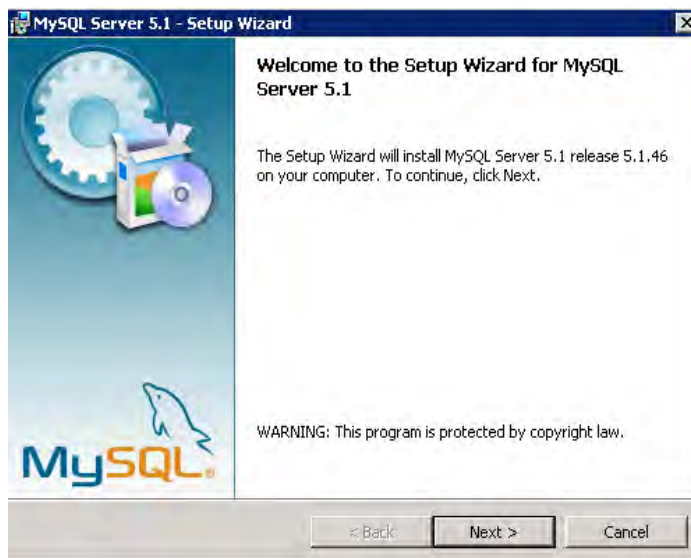 MySQL Server 5.1 - Setup Wizard
Welcome to the Setup Wizard for MySQL
Server 5.1
The Setup Wizard will install MySQL Server 5.1 release 5.1.46
on your computer. To continue, click Next.
WARNING: This program is protected by copyright law.
MySQL®
< Back
Next >
Cancel